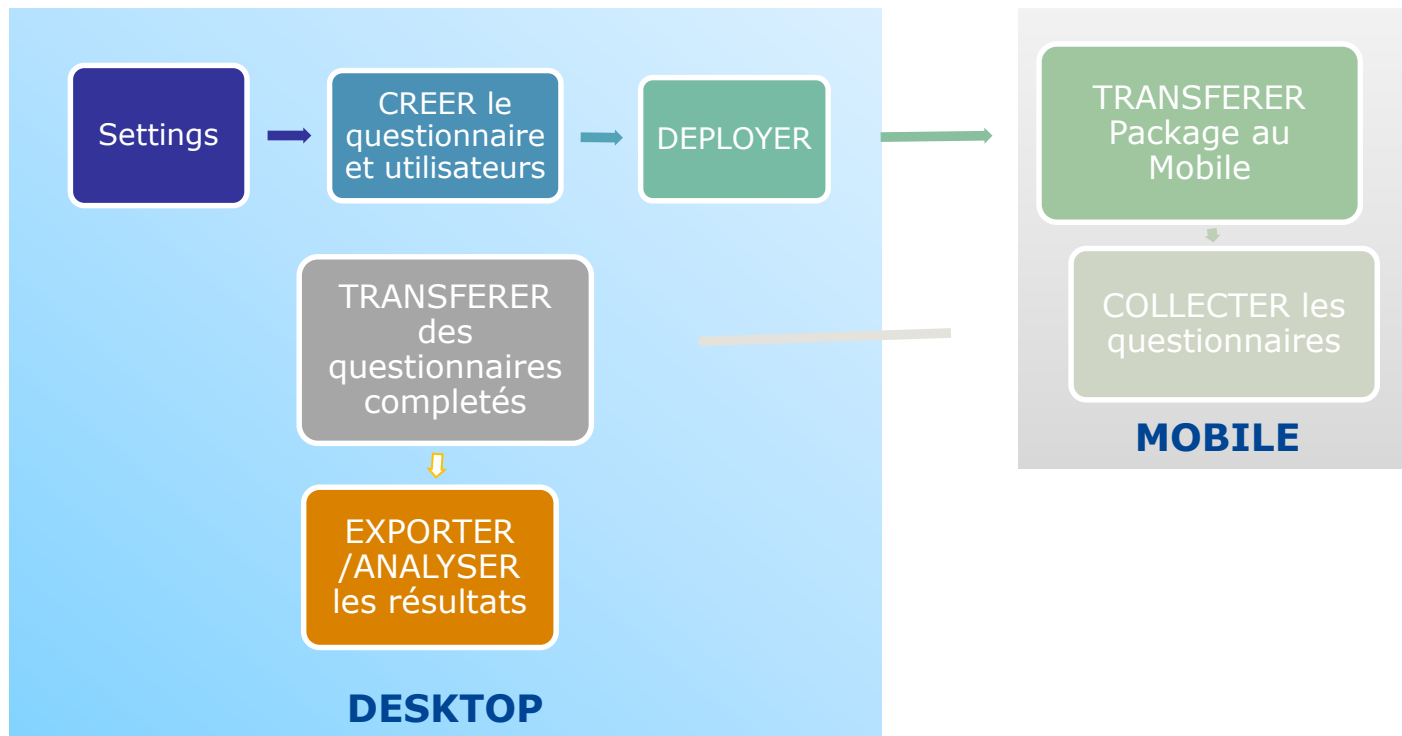 Settings
CREER le
questionnaire
et utilisateurs
DEPLOYER
TRANSFERER
Package au
Mobile
COLLECTER les
questionnaires
MOBILE
TRANSFERER
des
questionnaires
completés
EXPORTER
/ANALYSER
les résultats
DESKTOP